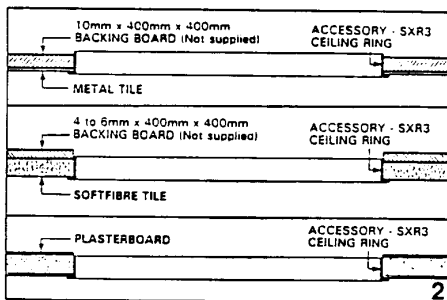 10mm x 400mm x 400mm
BACKING BOARD (Not supplied)
ACCESSORY - SXR3
CEILING RING
METAL TILE
4 to 6mm x 400mm x 400mm
BACKING BOARD (Not supplied)
ACCESSORY - SXR3
CEILING RING
SOFTFIBRE TILE
PLASTERBOARD
ACCESSORY - SXR3
CEILING RING
2